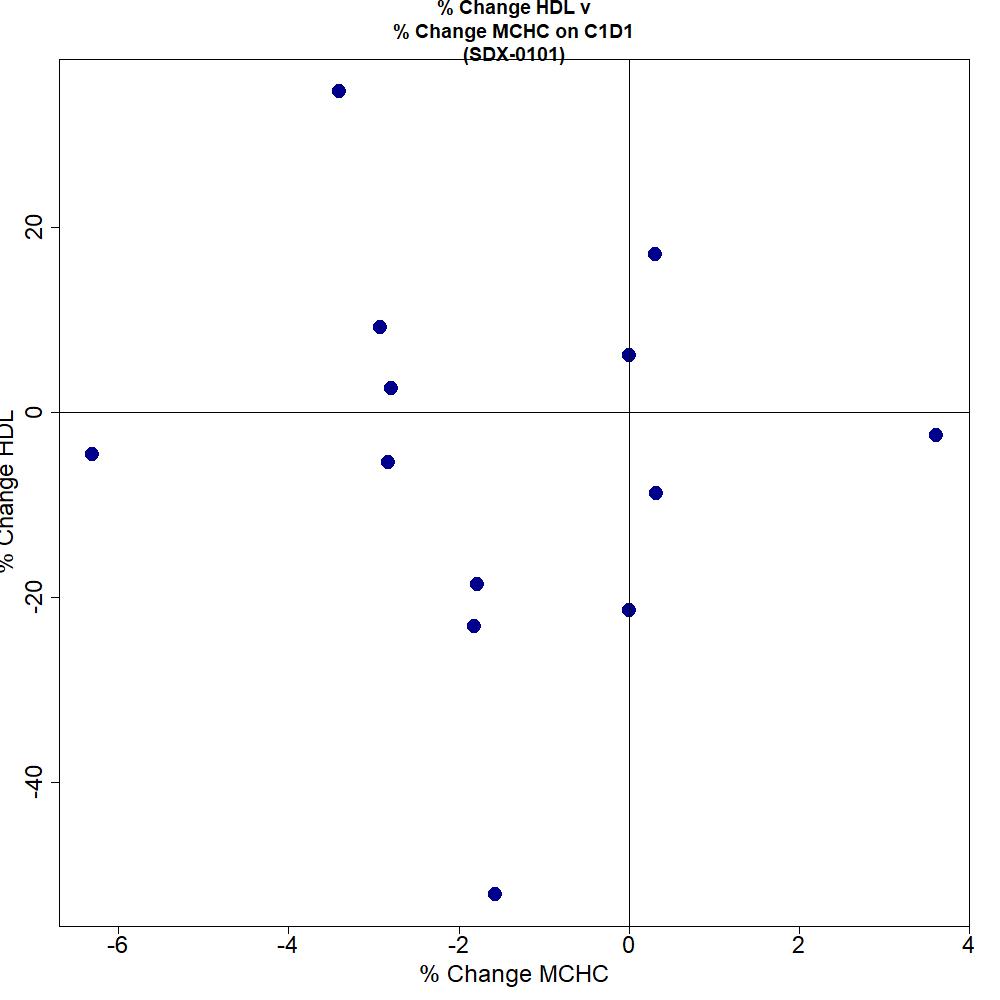 % Change HDL v
% Change MCHC on C1D1
(SDX-0101)
% Change HDL
20
0
-20
-40
-6
-4
-2
0
2
4
% Change MCHC